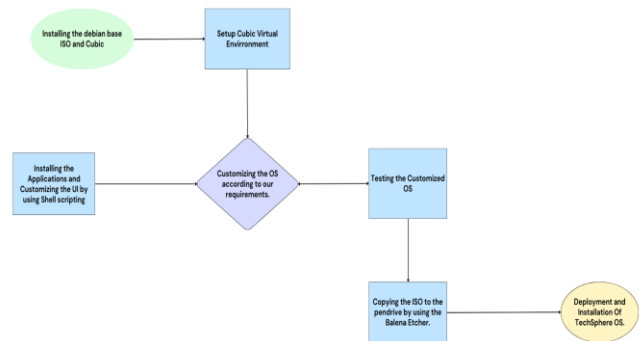 Installing the debian base
ISO and Cubic
Setup Cubic Virtual
Envirronment
Installing the
Applications and
Customizing the UI by
using Shell scripting
Customizing the OS
according to our
requirements.
Testing the Customized
OS
Copying the ISO to the
pendrive by using the
Balena Etcher.
Deployment and
Installation Of
TechSphere OS.